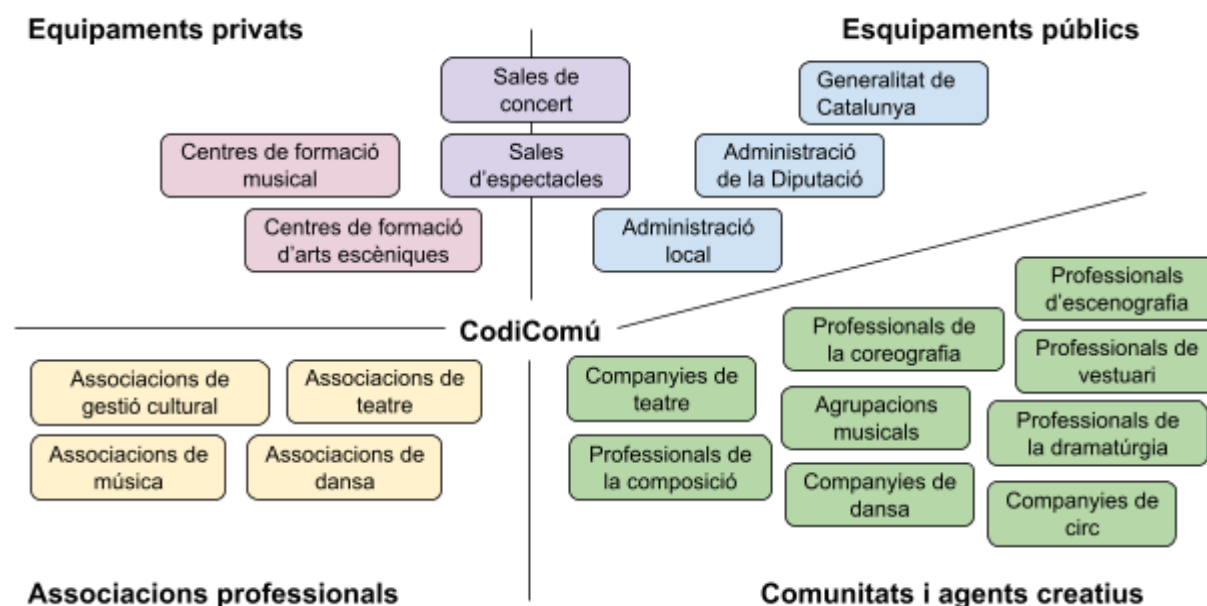 Equipaments privats
Esquipaments públics
Sales de
concert
Generalitat de
Catalunya
Centres de formació
musical
Sales
d'espectacles
Administració
de la Diputació
Centres de formació
d'arts escèniques
Administració
local
CodiComú
Professionals
d'escenografia
Professionals de
la coreografia
Professionals de
vestuari
Associacions de
gestió cultural
Associacions de
teatre
Companyies de
teatre
Agrupacions
musicals
Professionals de
la dramatúrgia
Associacions de
música
Associacions de
dansa
Professionals de
la composició
Companyies de
dansa
Companyies de
circ
Associacions professionals
Comunitats i agents creatius